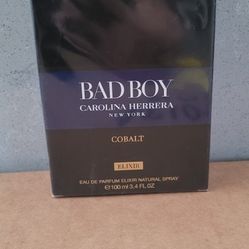 BAD BOY
CAROLINA HERRERA
NEW YORK
COBALT
ELIXIR
EAU DE PARFUM ELIXIR NATURAL SPRAY
℮100 ml 3.4 FL. OZ